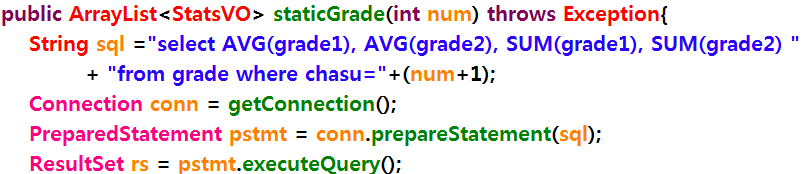 public ArrayList<StatsVO> staticGrade(int num) throws Exception{
String sql ="select AVG(grade1), AVG(grade2), SUM(grade1), SUM(grade2) "
+ "from grade where chasu="+(num+1);
Connection conn = getConnection();
PreparedStatement pstmt = conn.prepareStatement(sql);
ResultSet rs = pstmt.executeQuery();